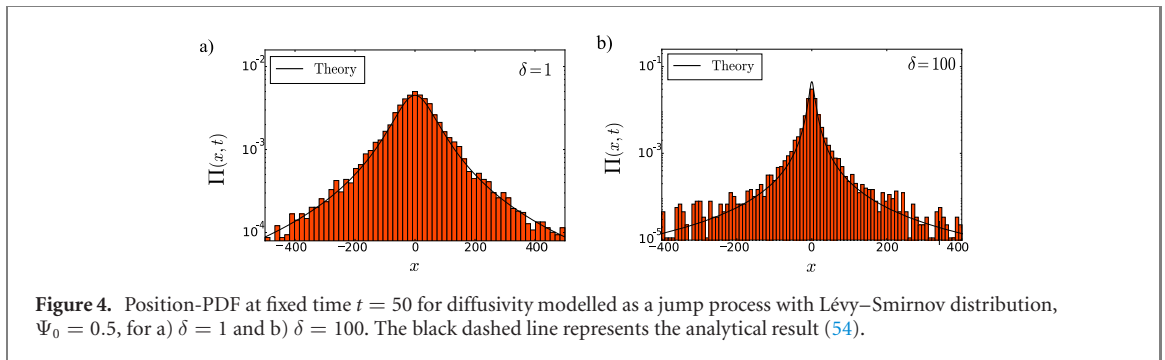 a)
10⁻²
Theory
δ = 1
Π(x, t)
10⁻³
10⁻⁴
−400 −200 0 200 400
x
b)
10⁻¹
Theory
δ = 100
Π(x, t)
10⁻³
10⁻⁵
−400 −200 0 200 400
x
Figure 4. Position-PDF at fixed time t = 50 for diffusivity modelled as a jump process with Lévy–Smirnov distribution,
Ψ₀ = 0.5, for a) δ = 1 and b) δ = 100. The black dashed line represents the analytical result (54).